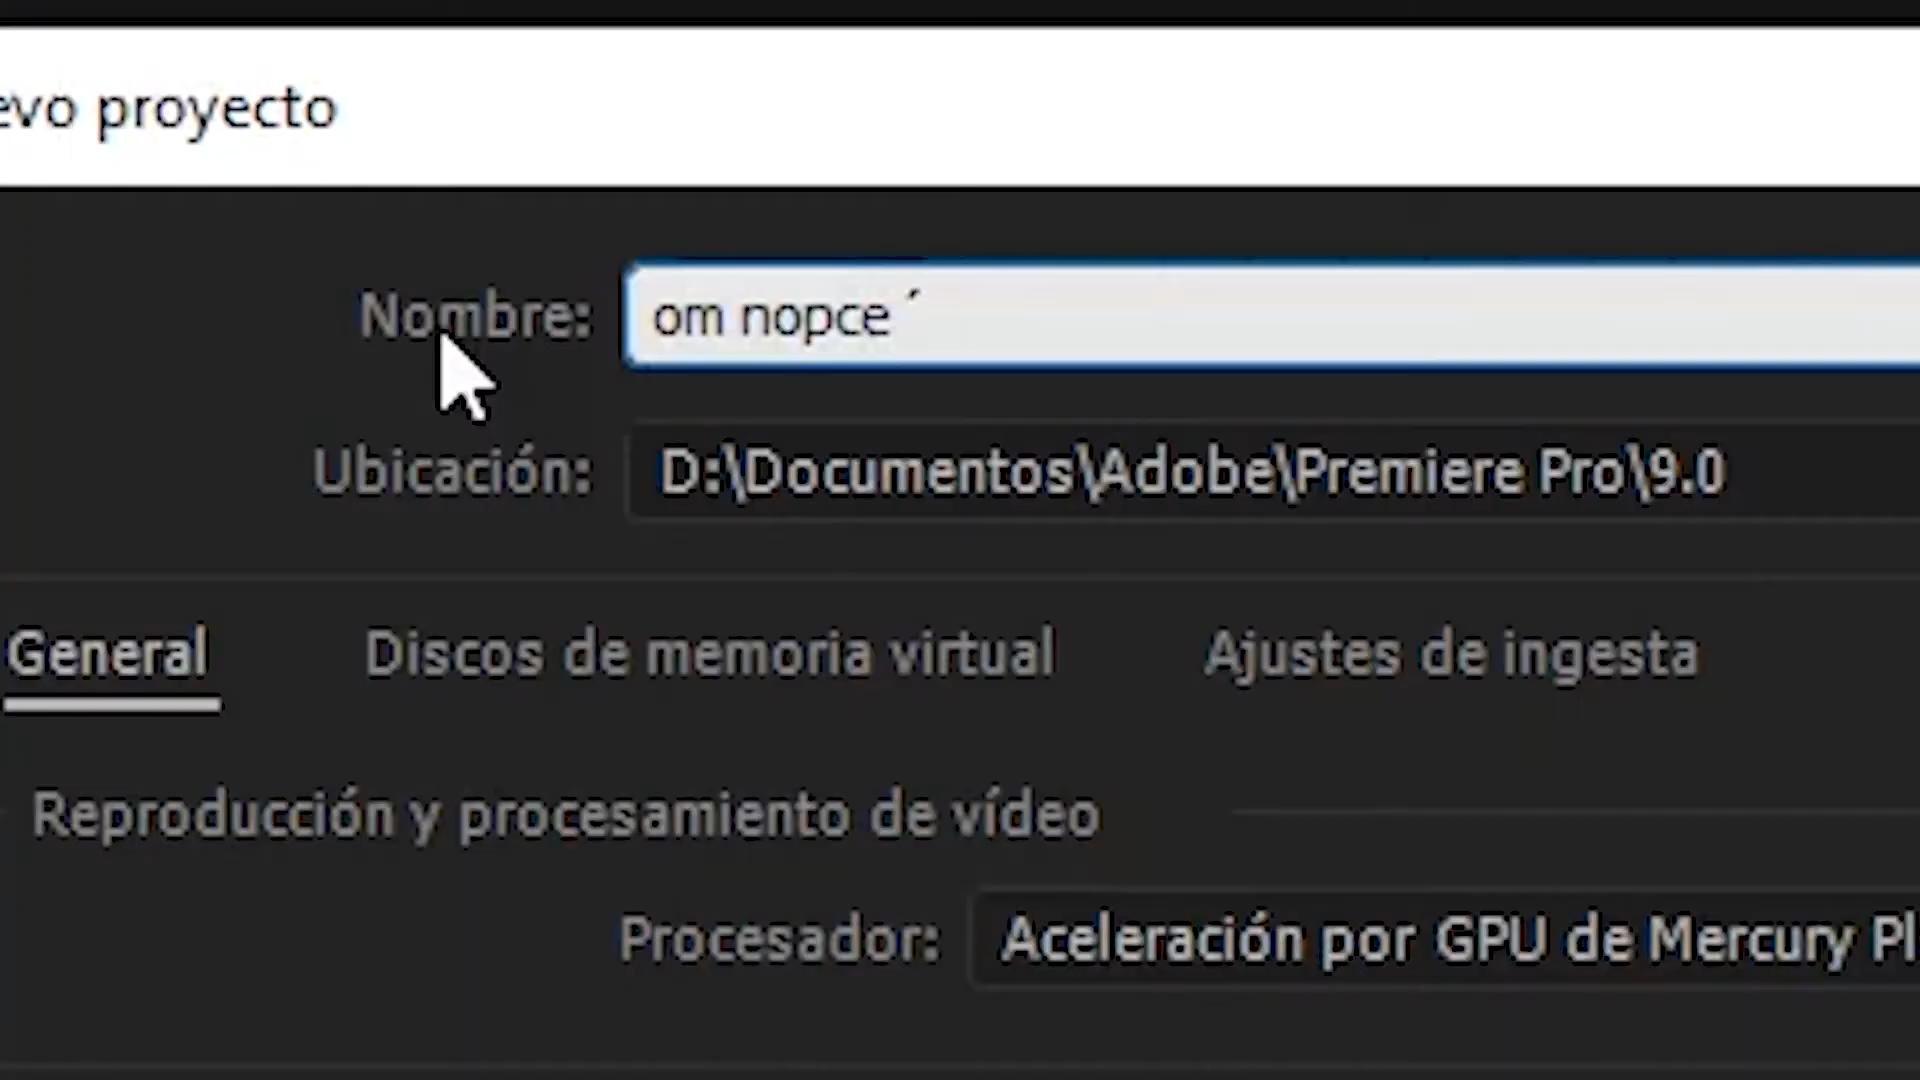 evo proyecto
Nombre: om nopce ´
Ubicación: D:\Documentos\Adobe\Premiere Pro\9.0
General Discos de memoria virtual Ajustes de ingesta
Reproducción y procesamiento de vídeo
Procesador: Aceleración por GPU de Mercury Pl